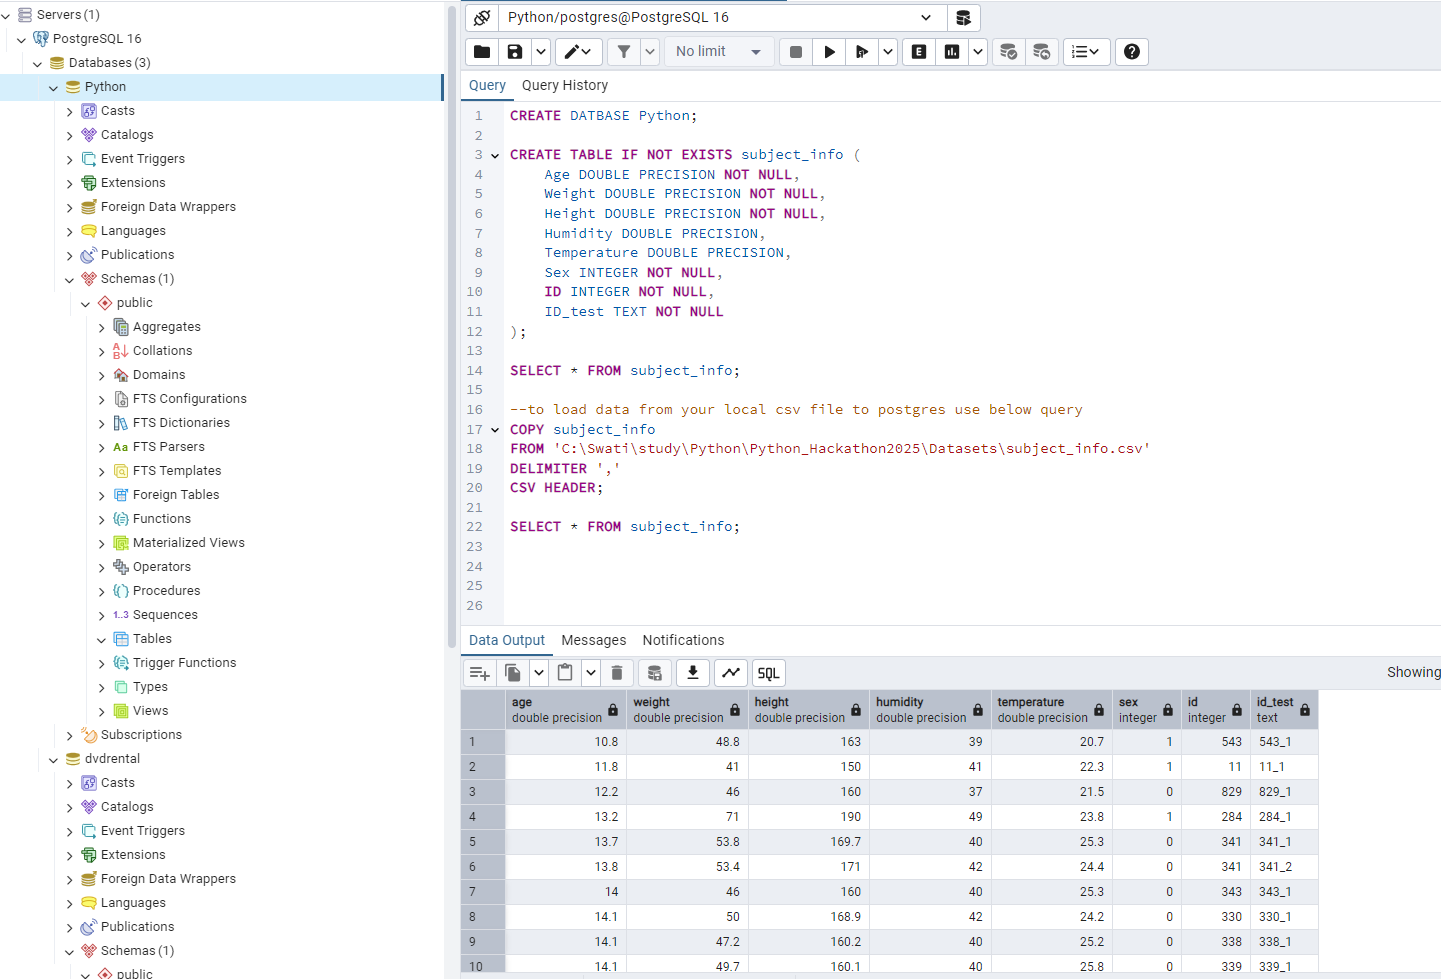 Servers (1)
PostgreSQL 16
Databases (3)
Python
Casts
Catalogs
Event Triggers
Extensions
Foreign Data Wrappers
Languages
Publications
Schemas (1)
public
Aggregates
Collations
Domains
FTS Configurations
FTS Dictionaries
Aa FTS Parsers
FTS Templates
Foreign Tables
Functions
Materialized Views
Operators
Procedures
1..3 Sequences
Tables
Trigger Functions
Types
Views
Subscriptions
dvdrental
Casts
Catalogs
Event Triggers
Extensions
Foreign Data Wrappers
Languages
Publications
Schemas (1)
public
Python/postgres@PostgreSQL 16
No limit
E
Query Query History
1 CREATE DATBASE Python;
2
3 CREATE TABLE IF NOT EXISTS subject_info (
4 Age DOUBLE PRECISION NOT NULL,
5 Weight DOUBLE PRECISION NOT NULL,
6 Height DOUBLE PRECISION NOT NULL,
7 Humidity DOUBLE PRECISION,
8 Temperature DOUBLE PRECISION,
9 Sex INTEGER NOT NULL,
10 ID INTEGER NOT NULL,
11 ID_test TEXT NOT NULL
12 );
13
14 SELECT * FROM subject_info;
15
16 --to load data from your local csv file to postgres use below query
17 COPY subject_info
18 FROM 'C:\Swati\study\Python\Python_Hackathon2025\Datasets\subject_info.csv'
19 DELIMITER ','
20 CSV HEADER;
21
22 SELECT * FROM subject_info;
23
24
25
26
Data Output Messages Notifications
SQL
Showing
age weight height humidity temperature sex id id_test
double precision double precision double precision double precision double precision integer integer text
1 10.8 48.8 163 39 20.7 1 543 543_1
2 11.8 41 150 41 22.3 1 11 11_1
3 12.2 46 160 37 21.5 0 829 829_1
4 13.2 71 190 49 23.8 1 284 284_1
5 13.7 53.8 169.7 40 25.3 0 341 341_1
6 13.8 53.4 171 42 24.4 0 341 341_2
7 14 46 160 40 25.3 0 343 343_1
8 14.1 50 168.9 42 24.2 0 330 330_1
9 14.1 47.2 160.2 40 25.2 0 338 338_1
10 14.1 49.7 160.1 40 25.8 0 339 339_1